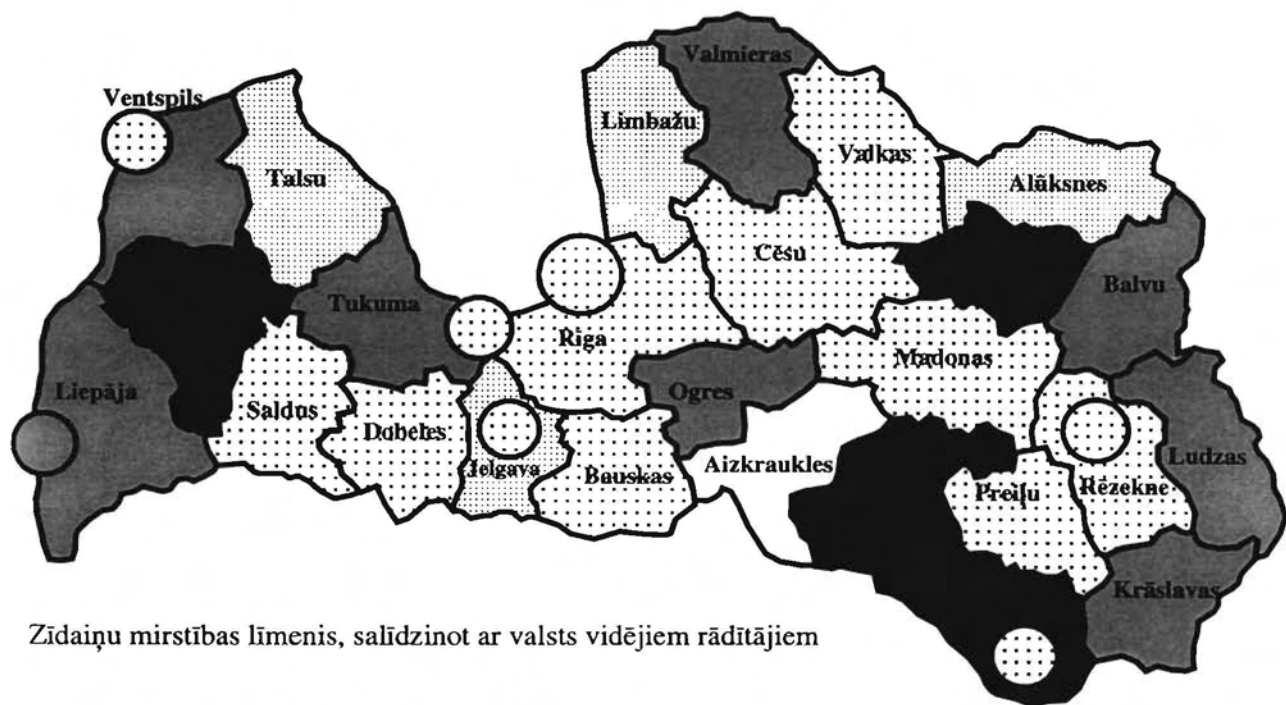 Valmieras
Ventspils
Limbažu
Valkas
Talsu
Alūksnes
Cēsu
Balvu
Tukuma
Rīga
Madonas
Liepāja
Ogres
Saldus
Dobeles
Jelgava
Bauskas
Aizkraukles
Preiļu
Rēzekne
Ludzas
Krāslavas
Zīdaiņu mirstības līmenis, salīdzinot ar valsts vidējiem rādītājiem